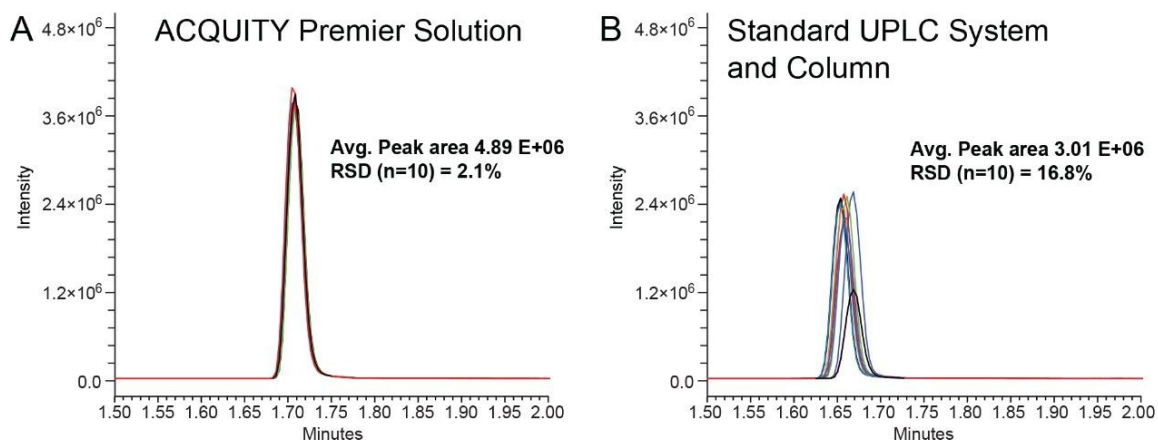 A
ACQUITY Premier Solution
4.8×10⁶
3.6×10⁶
2.4×10⁶
1.2×10⁶
0.0
Intensity
Avg. Peak area 4.89 E+06
RSD (n=10) = 2.1%
1.50 1.55 1.60 1.65 1.70 1.75 1.80 1.85 1.90 1.95 2.00
Minutes
B
Standard UPLC System
and Column
4.8×10⁶
3.6×10⁶
2.4×10⁶
1.2×10⁶
0.0
Intensity
Avg. Peak area 3.01 E+06
RSD (n=10) = 16.8%
1.50 1.55 1.60 1.65 1.70 1.75 1.80 1.85 1.90 1.95 2.00
Minutes